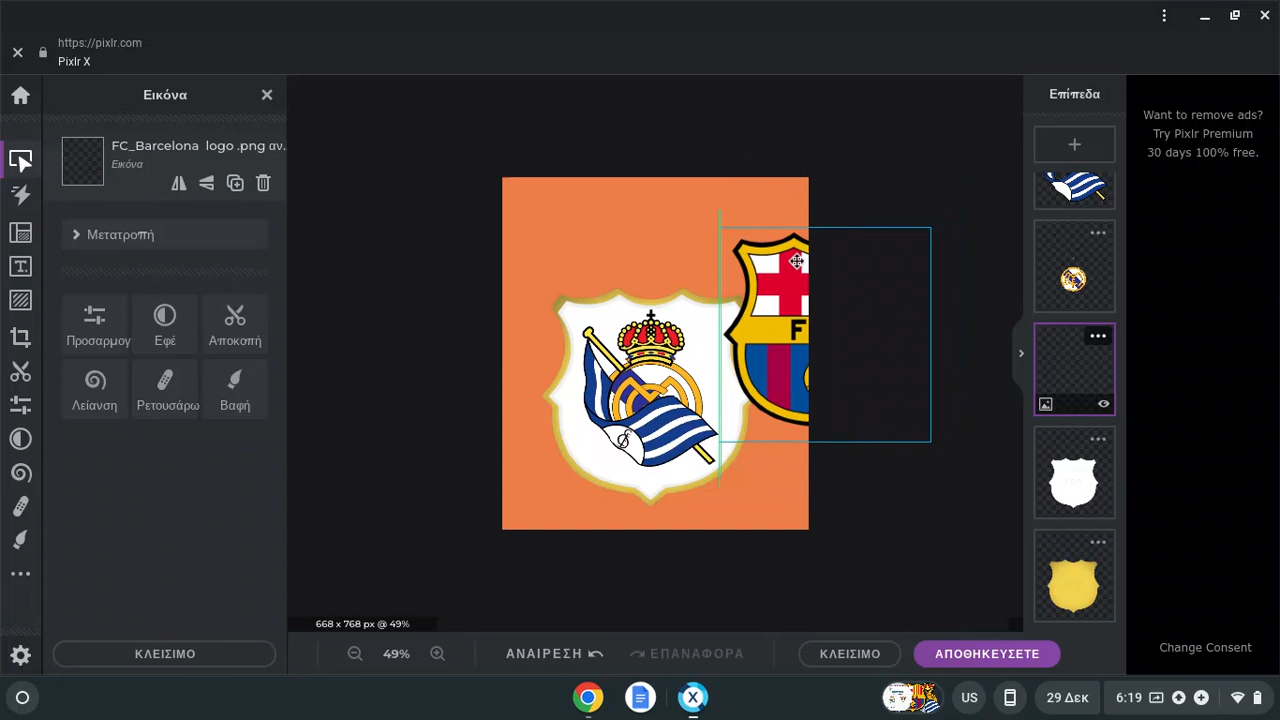 https://pixlr.com
Pixlr X
Εικόνα
FC_Barcelona logo .png αν.
Εικόνα
Μετατροπή
Προσαρμογ
Εφέ
Αποκοπή
Λείανση
Ρετουσάρω
Βαφή
ΚΛΕΙΣΙΜΟ
F
668 x 768 px @ 49%
49%
ΑΝΑΙΡΕΣΗ
ΕΠΑΝΑΦΟΡΑ
ΚΛΕΙΣΙΜΟ
ΑΠΟΘΗΚΕΥΣΕΤΕ
Επίπεδα
Want to remove ads?
Try Pixlr Premium
30 days 100% free.
Change Consent
US
29 Δεκ
6:19